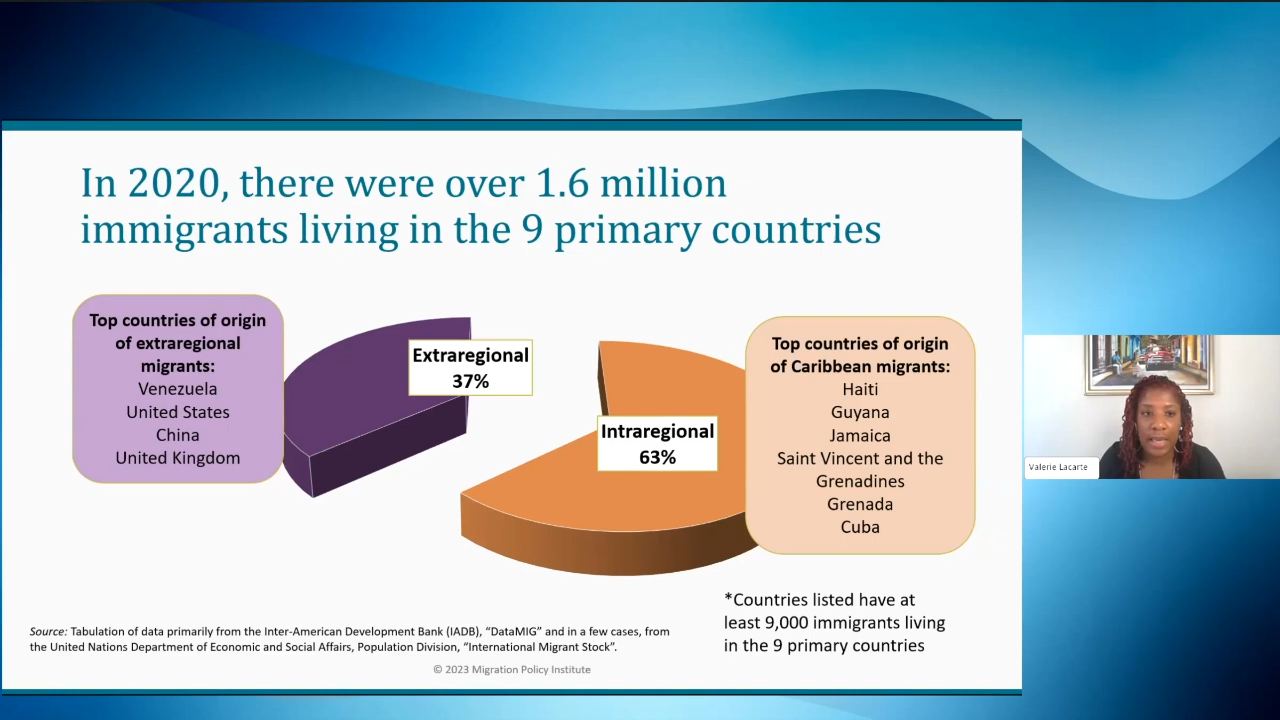 In 2020, there were over 1.6 million
immigrants living in the 9 primary countries
Top countries of origin
of extraregional
migrants:
Venezuela
United States
China
United Kingdom
Extraregional
37%
Intraregional
63%
Top countries of origin
of Caribbean migrants:
Haiti
Guyana
Jamaica
Saint Vincent and the
Grenadines
Grenada
Cuba
*Countries listed have at
least 9,000 immigrants living
in the 9 primary countries
Source: Tabulation of data primarily from the Inter-American Development Bank (IADB), “DataMIG” and in a few cases, from
the United Nations Department of Economic and Social Affairs, Population Division, “International Migrant Stock”.
© 2023 Migration Policy Institute
Valerie Lacarte